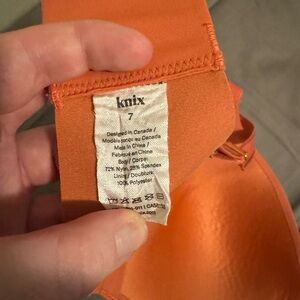 knix
7
Designed in Canada /
Modèle conçu au Canada
Made in China /
Fabriqué en Chine
Body / Corps:
72% Nylon, 28% Spandex
Lining / Doublure:
100% Polyester